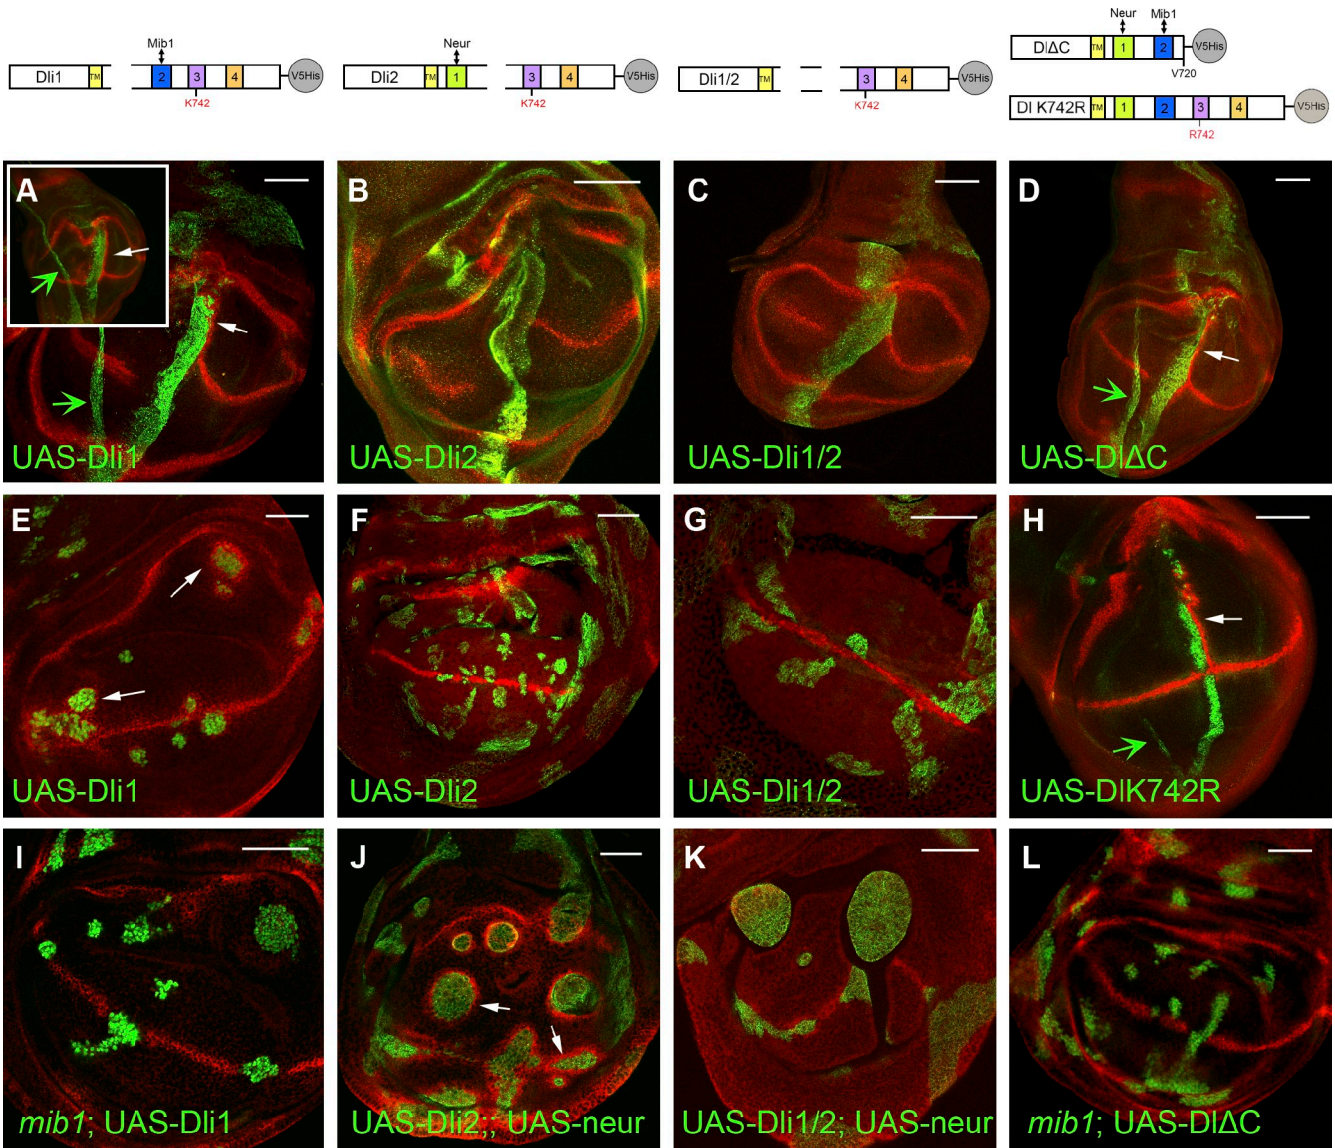 Mib1
Dli1 TM 2 3 4 V5His
K742
Neur
Dli2 TM 1 3 4 V5His
K742
Dli1/2 TM 3 4 V5His
K742
Neur Mib1
DlΔC TM 1 2 V5His
V720
Dl K742R TM 1 2 3 4 V5His
R742
A
UAS-Dli1
B
UAS-Dli2
C
UAS-Dli1/2
D
UAS-DlΔC
E
UAS-Dli1
F
UAS-Dli2
G
UAS-Dli1/2
H
UAS-DlK742R
I
mib1; UAS-Dli1
J
UAS-Dli2;; UAS-neur
K
UAS-Dli1/2; UAS-neur
L
mib1; UAS-DlΔC